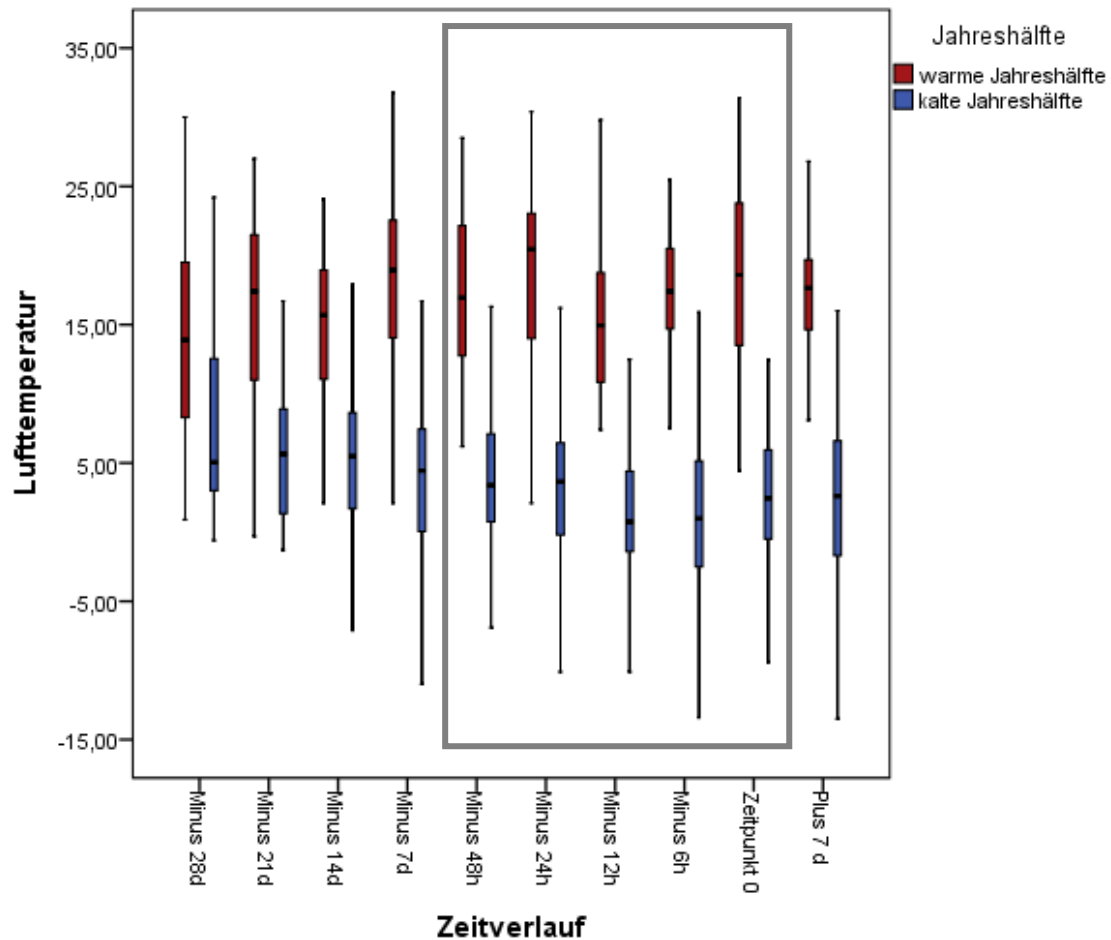 Jahreshälfte
warme Jahreshälfte
kalte Jahreshälfte
35,00
25,00
15,00
5,00
-5,00
-15,00
Lufttemperatur
Minus 28d
Minus 21d
Minus 14d
Minus 7d
Minus 48h
Minus 24h
Minus 12h
Minus 6h
Zeitpunkt 0
Plus 7 d
Zeitverlauf